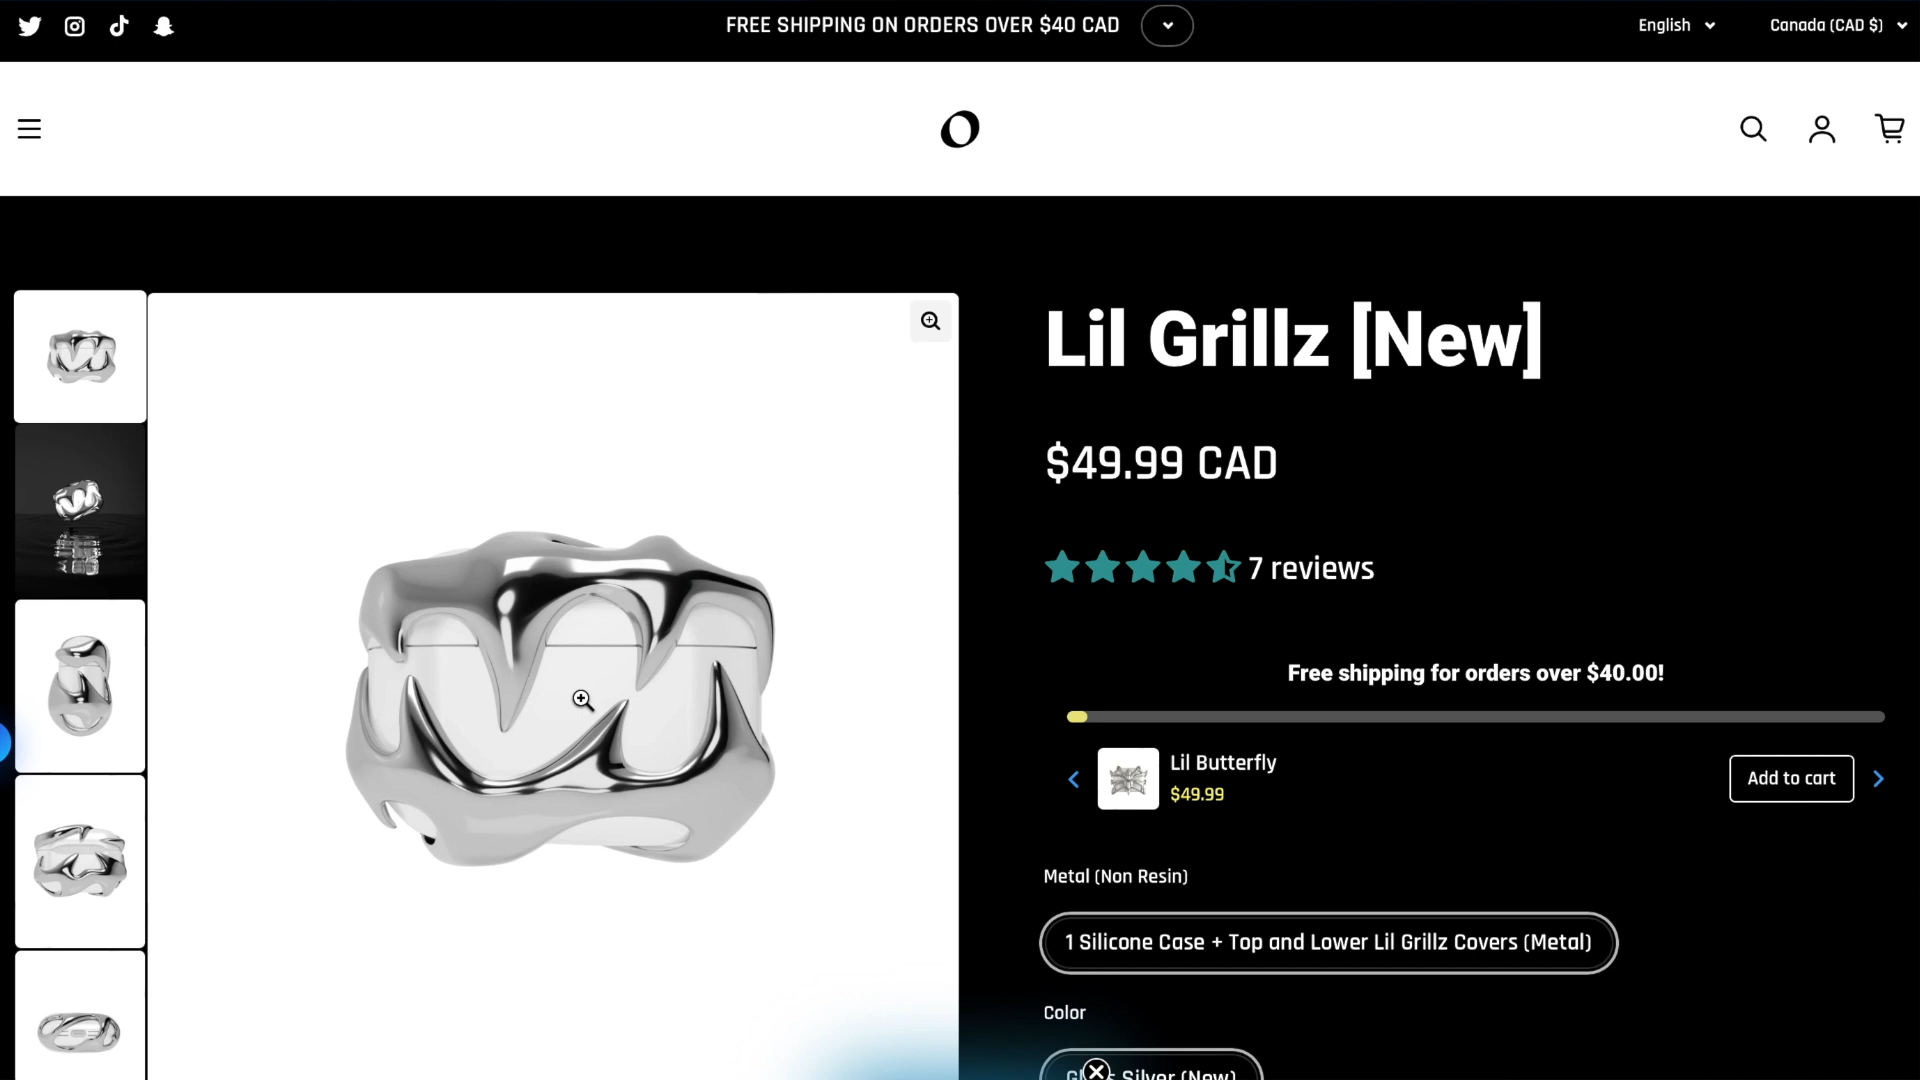 FREE SHIPPING ON ORDERS OVER $40 CAD
English
Canada (CAD $)
Lil Grillz [New]
$49.99 CAD
7 reviews
Free shipping for orders over $40.00!
Lil Butterfly
$49.99
Add to cart
Metal (Non Resin)
1 Silicone Case + Top and Lower Lil Grillz Covers (Metal)
Color
Silver (New)